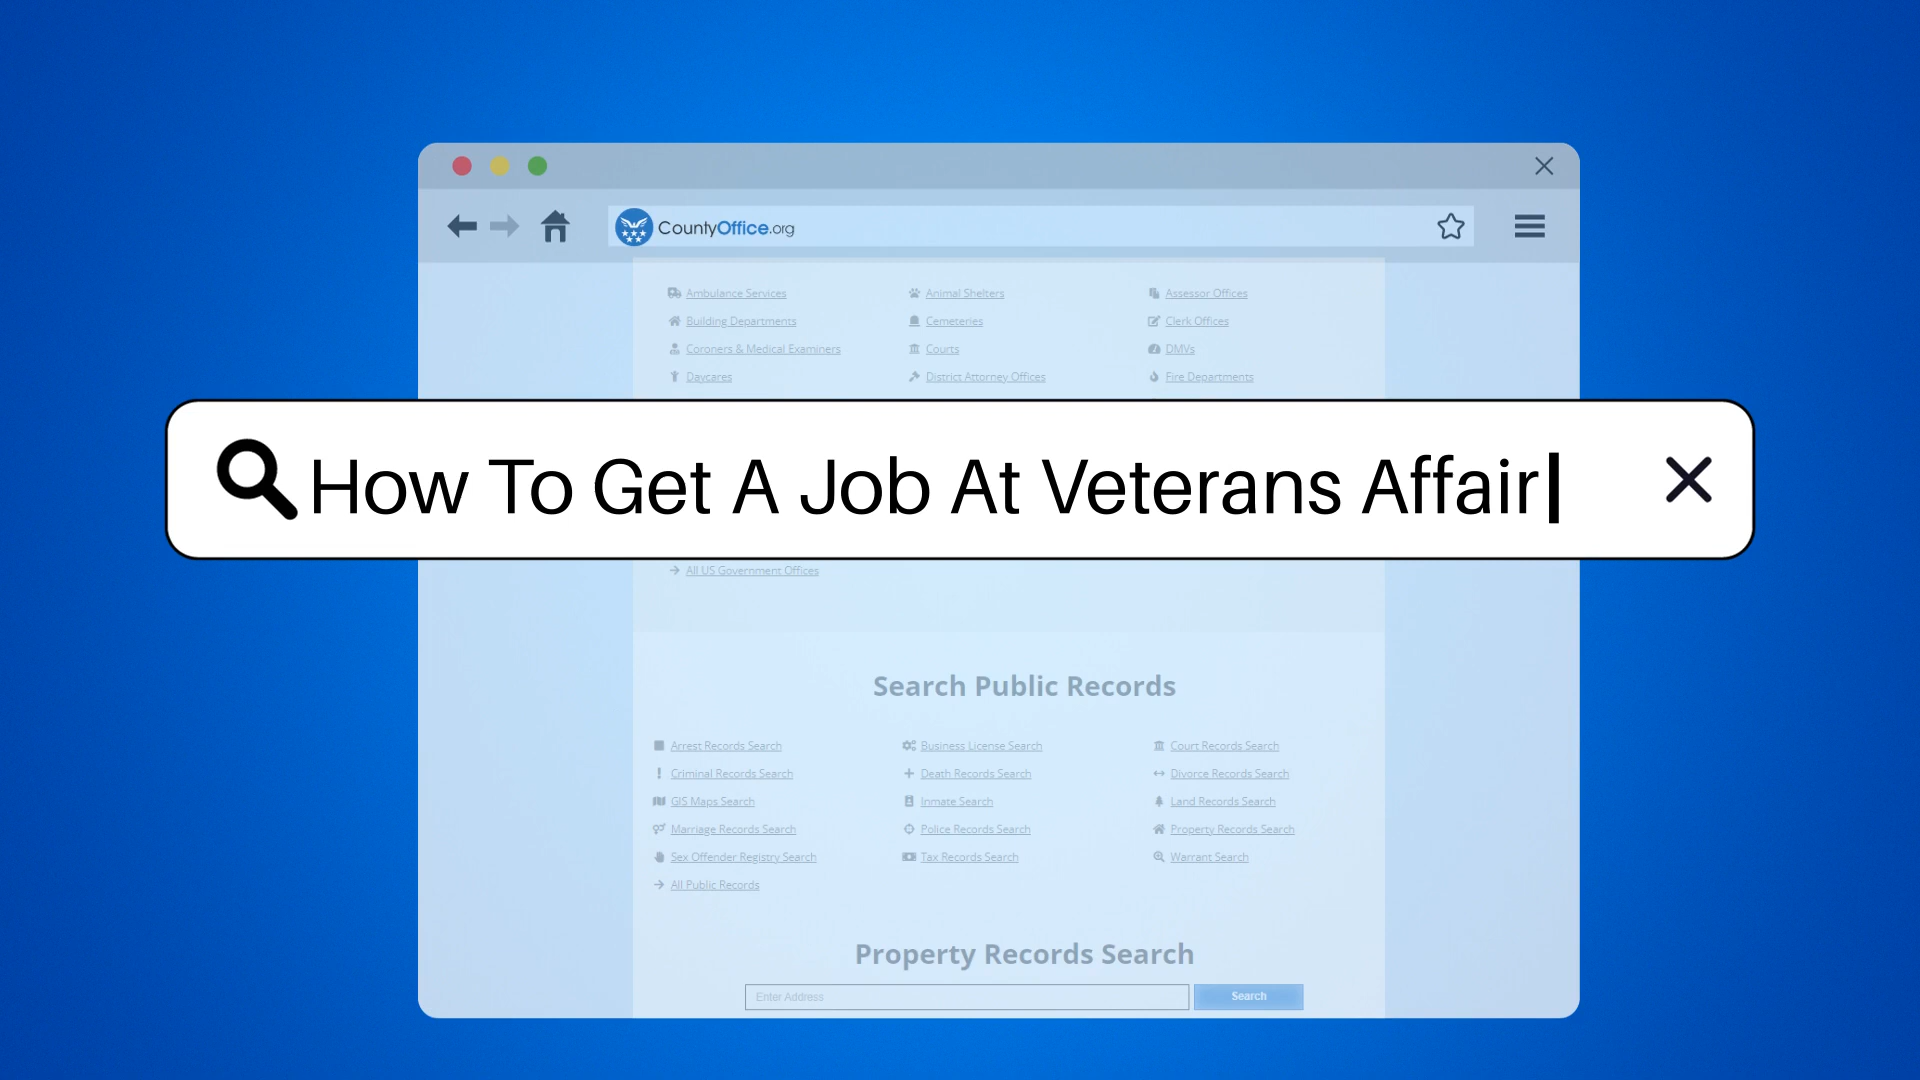 CountyOffice.org
Ambulance Services Animal Shelters Assessor Offices
Building Departments Cemeteries Clerk Offices
Coroners & Medical Examiners Courts DMVs
Daycares District Attorney Offices Fire Departments
How To Get A Job At Veterans Affair
All US Government Offices
Search Public Records
Arrest Records Search Business License Search Court Records Search
Criminal Records Search Death Records Search Divorce Records Search
GIS Maps Search Inmate Search Land Records Search
Marriage Records Search Police Records Search Property Records Search
Sex Offender Registry Search Tax Records Search Warrant Search
All Public Records
Property Records Search
Enter Address Search